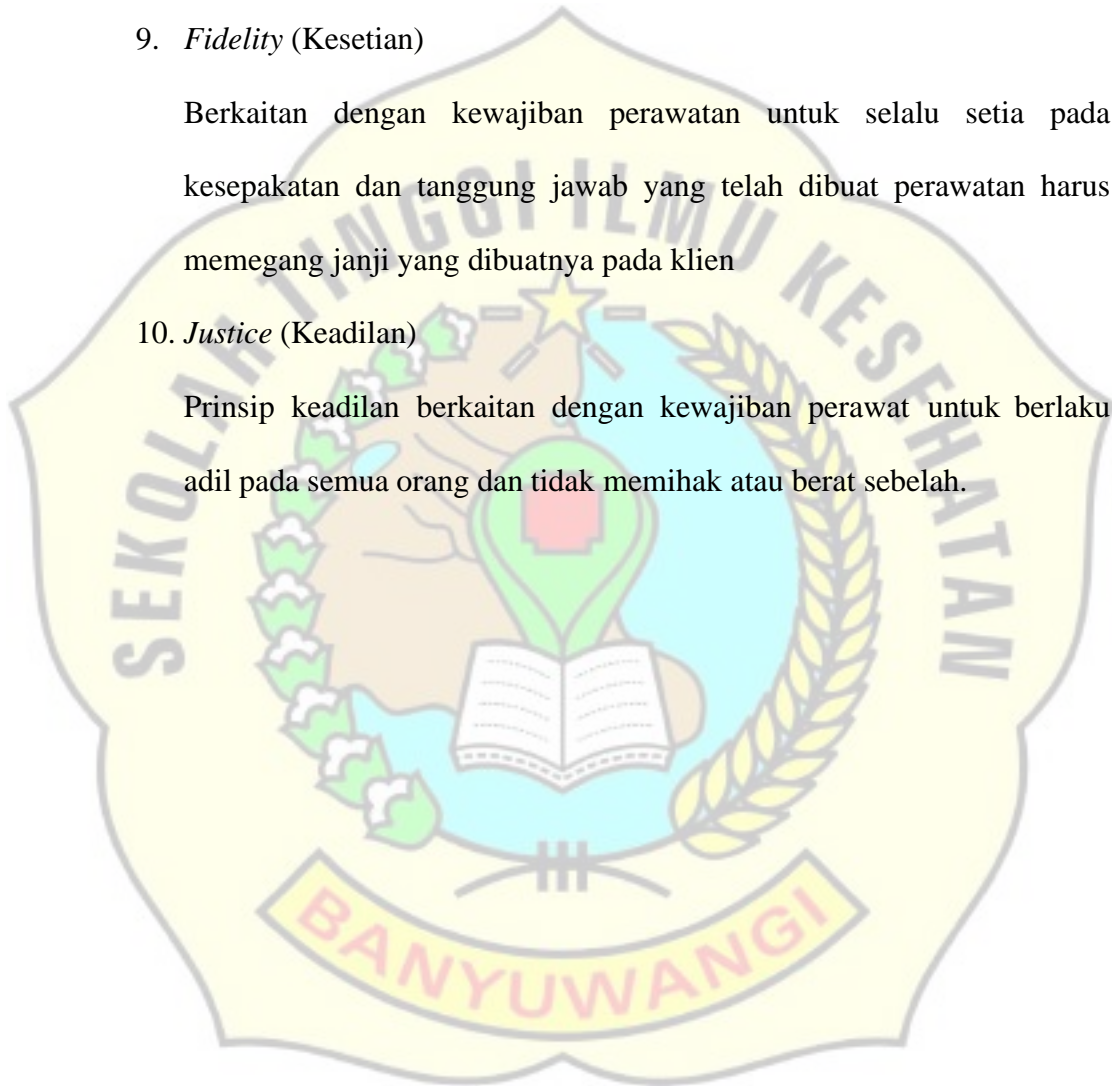 9. Fidelity (Kesetian)
Berkaitan dengan kewajiban perawatan untuk selalu setia pada
kesepakatan dan tanggung jawab yang telah dibuat perawatan harus
memegang janji yang dibuatnya pada klien
10. Justice (Keadilan)
Prinsip keadilan berkaitan dengan kewajiban perawat untuk berlaku
adil pada semua orang dan tidak memihak atau berat sebelah.
SEKOLAH TINGGI ILMU KESEHATAN
BANYUWANGI